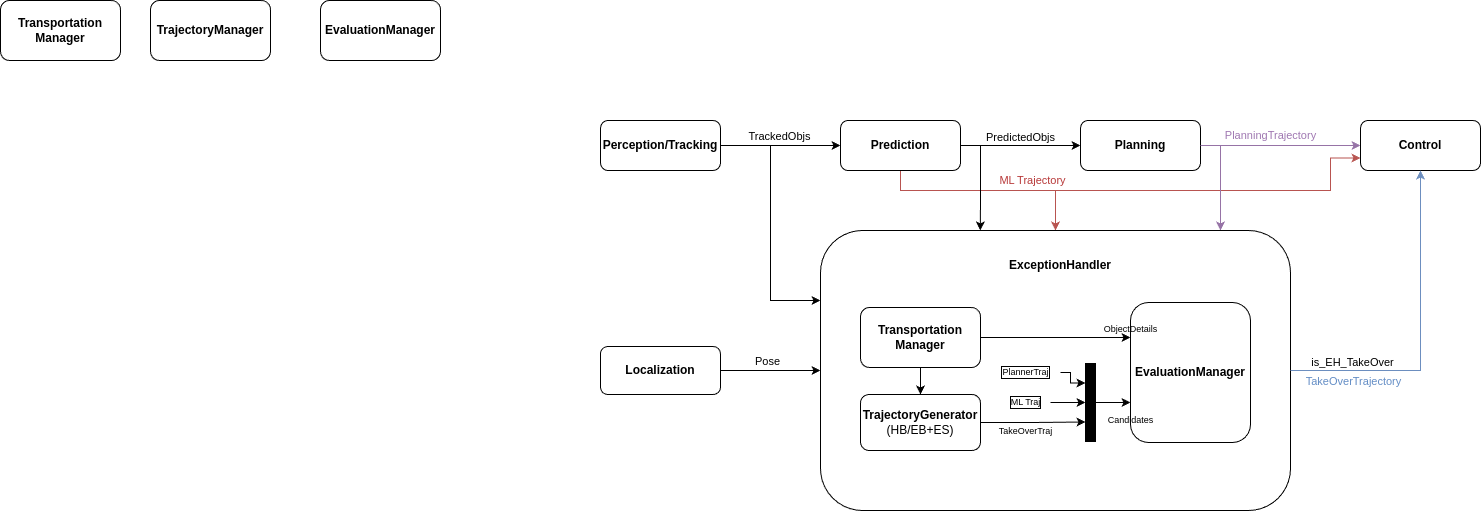 Transportation
Manager
TrajectoryManager
EvaluationManager
Perception/Tracking
TrackedObjs
Prediction
PredictedObjs
Planning
PlanningTrajectory
Control
ML Trajectory
ExceptionHandler
Transportation
Manager
ObjectDetails
Localization
Pose
PlannerTraj
EvaluationManager
is_EH_TakeOver
TakeOverTrajectory
ML Traj
TrajectoryGenerator
(HB/EB+ES)
TakeOverTraj
Candidates